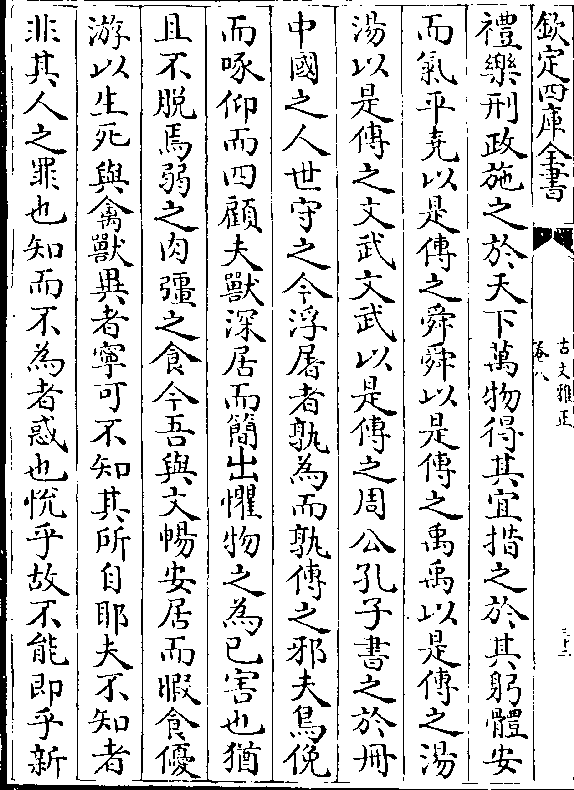 欽定四庫全書
古文雅正
卷八
禮樂刑政施之於天下萬物得其宜措之於其躬體安
而氣平堯以是傳之舜舜以是傳之禹禹以是傳之湯
湯以是傳之文武文武以是傳之周公孔子書之於冊
中國之人世守之今浮屠者孰為而孰傳之邪夫鳥俛
而啄仰而四顧夫獸深居而簡出懼物之為己害也猶
且不脫焉弱之肉彊之食今吾與文暢安居而暇食優
游以生死與禽獸異者寧可不知其所自耶夫不知者
非其人之罪也知而不為者惑也恱乎故不能即乎新